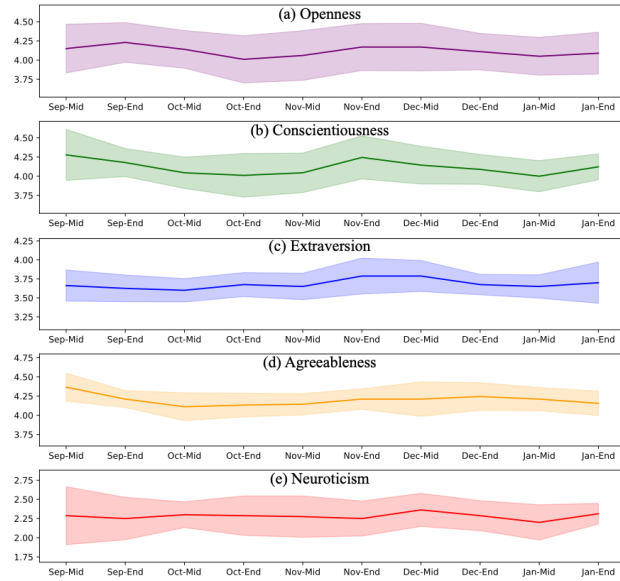 (a) Openness
4.50
4.25
4.00
3.75
Sep-Mid Sep-End Oct-Mid Oct-End Nov-Mid Nov-End Dec-Mid Dec-End Jan-Mid Jan-End
(b) Conscientiousness
4.50
4.25
4.00
3.75
Sep-Mid Sep-End Oct-Mid Oct-End Nov-Mid Nov-End Dec-Mid Dec-End Jan-Mid Jan-End
(c) Extraversion
4.25
4.00
3.75
3.50
3.25
Sep-Mid Sep-End Oct-Mid Oct-End Nov-Mid Nov-End Dec-Mid Dec-End Jan-Mid Jan-End
(d) Agreeableness
4.75
4.50
4.25
4.00
3.75
Sep-Mid Sep-End Oct-Mid Oct-End Nov-Mid Nov-End Dec-Mid Dec-End Jan-Mid Jan-End
(e) Neuroticism
2.75
2.50
2.25
2.00
1.75
Sep-Mid Sep-End Oct-Mid Oct-End Nov-Mid Nov-End Dec-Mid Dec-End Jan-Mid Jan-End